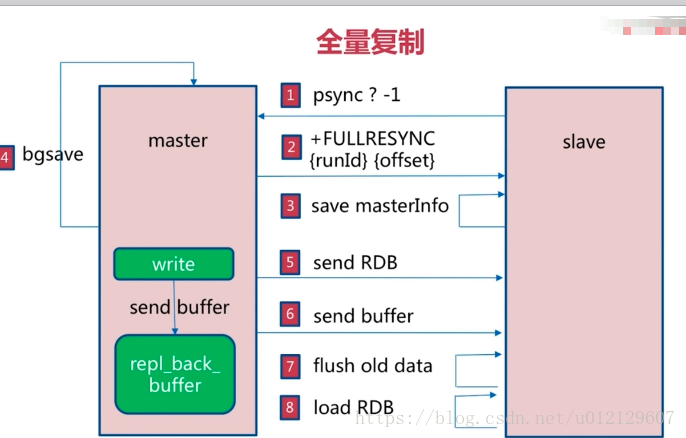 全量复制
1 psync ? -1
master
slave
2 +FULLRESYNC
{runId} {offset}
4 bgsave
3 save masterInfo
write
5 send RDB
send buffer
6 send buffer
repl_back_
buffer
7 flush old data
8 load RDB
https://blog.csdn.net/u012129607